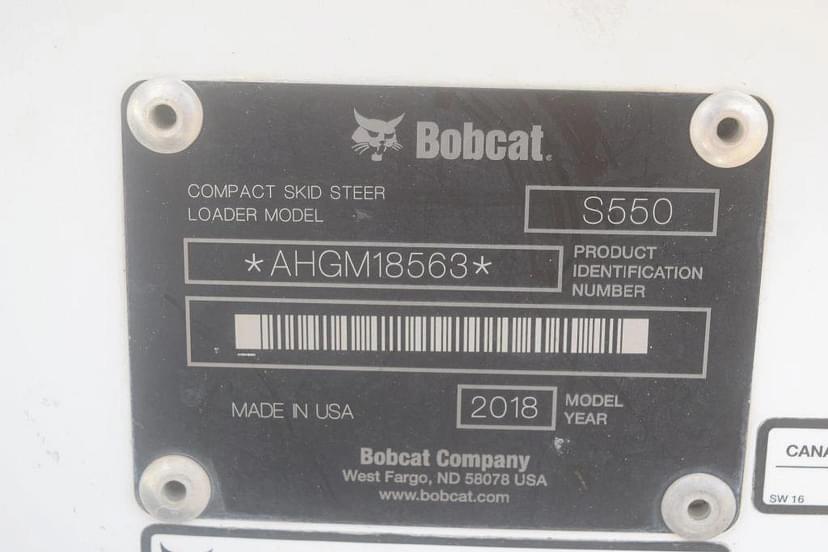 Bobcat.
COMPACT SKID STEER
LOADER MODEL
S550
*AHGM18563*
PRODUCT
IDENTIFICATION
NUMBER
MADE IN USA
2018
MODEL
YEAR
Bobcat Company
West Fargo, ND 58078 USA
www.bobcat.com
CANA
SW 16